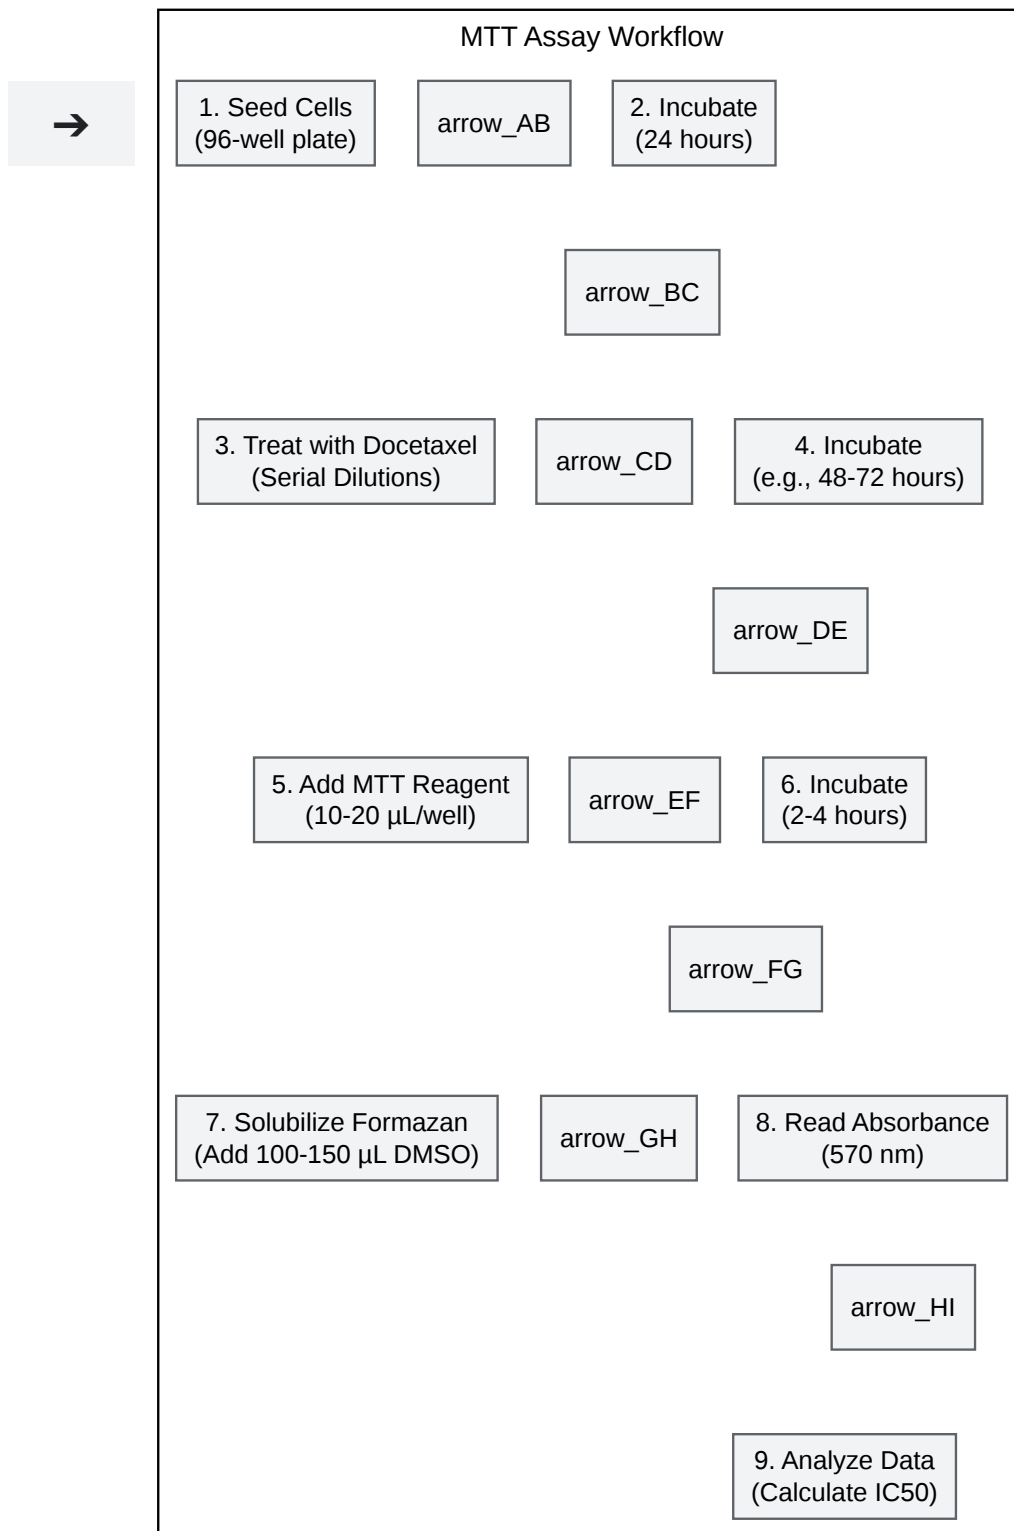 MTT Assay Workflow
➔
1. Seed Cells
(96-well plate)
arrow_AB
2. Incubate
(24 hours)
arrow_BC
3. Treat with Docetaxel
(Serial Dilutions)
arrow_CD
4. Incubate
(e.g., 48-72 hours)
arrow_DE
5. Add MTT Reagent
(10-20 µL/well)
arrow_EF
6. Incubate
(2-4 hours)
arrow_FG
7. Solubilize Formazan
(Add 100-150 µL DMSO)
arrow_GH
8. Read Absorbance
(570 nm)
arrow_HI
9. Analyze Data
(Calculate IC50)